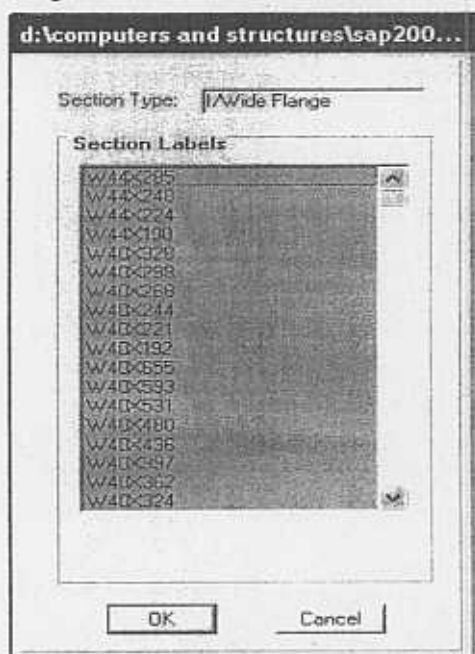 d:\computers and structures\sap200...
Section Type: I/Wide Flange
Section Labels
W44X285
W44X248
W44X224
W44X198
W40X328
W40X298
W40X268
W40X244
W40X221
W40X192
W40X655
W40X593
W40X531
W40X480
W40X436
W40X397
W40X362
W40X324
OK Cancel